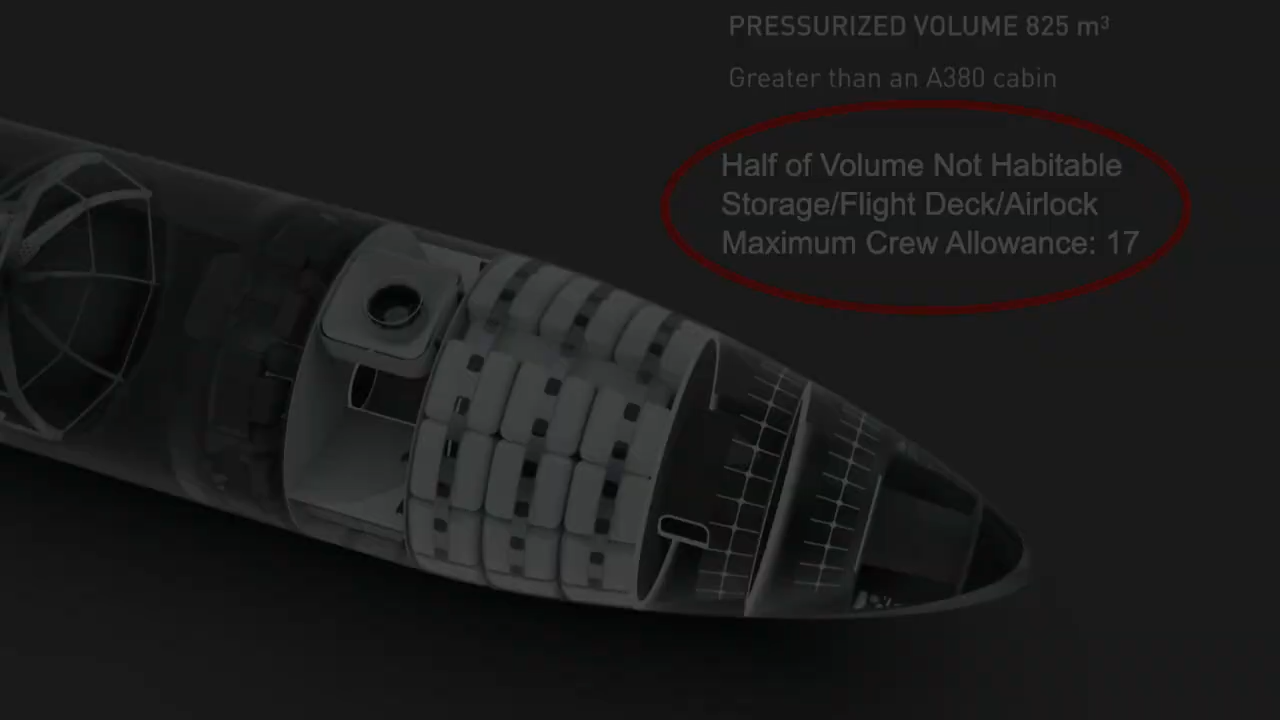 PRESSURIZED VOLUME 825 m³
Greater than an A380 cabin
Half of Volume Not Habitable
Storage/Flight Deck/Airlock
Maximum Crew Allowance: 17